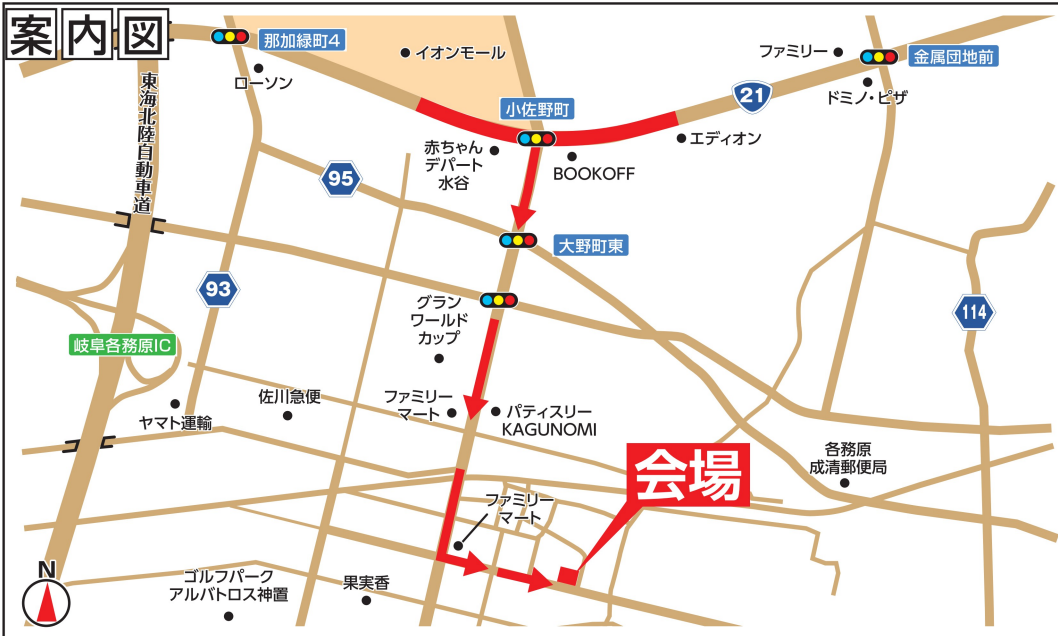 案内図
那加緑町4
イオンモール
ファミリー
金属団地前
ローソン
ドミノ・ピザ
21
小佐野町
東海北陸自動車道
赤ちゃん
デパート
水谷
BOOKOFF
エディオン
95
大野町東
93
グラン
ワールド
カップ
114
岐阜各務原IC
ヤマト運輸
佐川急便
ファミリー
マート
パティスリー
KAGUNOMI
会場
各務原
成清郵便局
ファミリー
マート
N
ゴルフパーク
アルバトロス神置
果実香